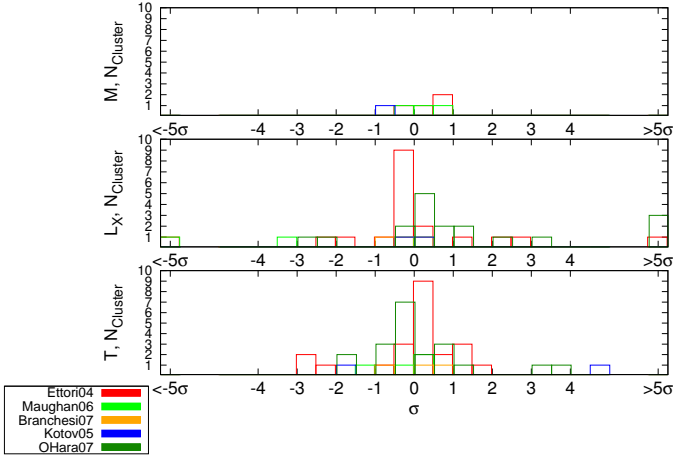 M, N_Cluster
10
9
8
7
6
5
4
3
2
1
<-5σ -4 -3 -2 -1 0 1 2 3 4 >5σ
L_X, N_Cluster
10
9
8
7
6
5
4
3
2
1
<-5σ -4 -3 -2 -1 0 1 2 3 4 >5σ
T, N_Cluster
10
9
8
7
6
5
4
3
2
1
<-5σ -4 -3 -2 -1 0 1 2 3 4 >5σ
σ
Ettori04
Maughan06
Branchesi07
Kotov05
OHara07